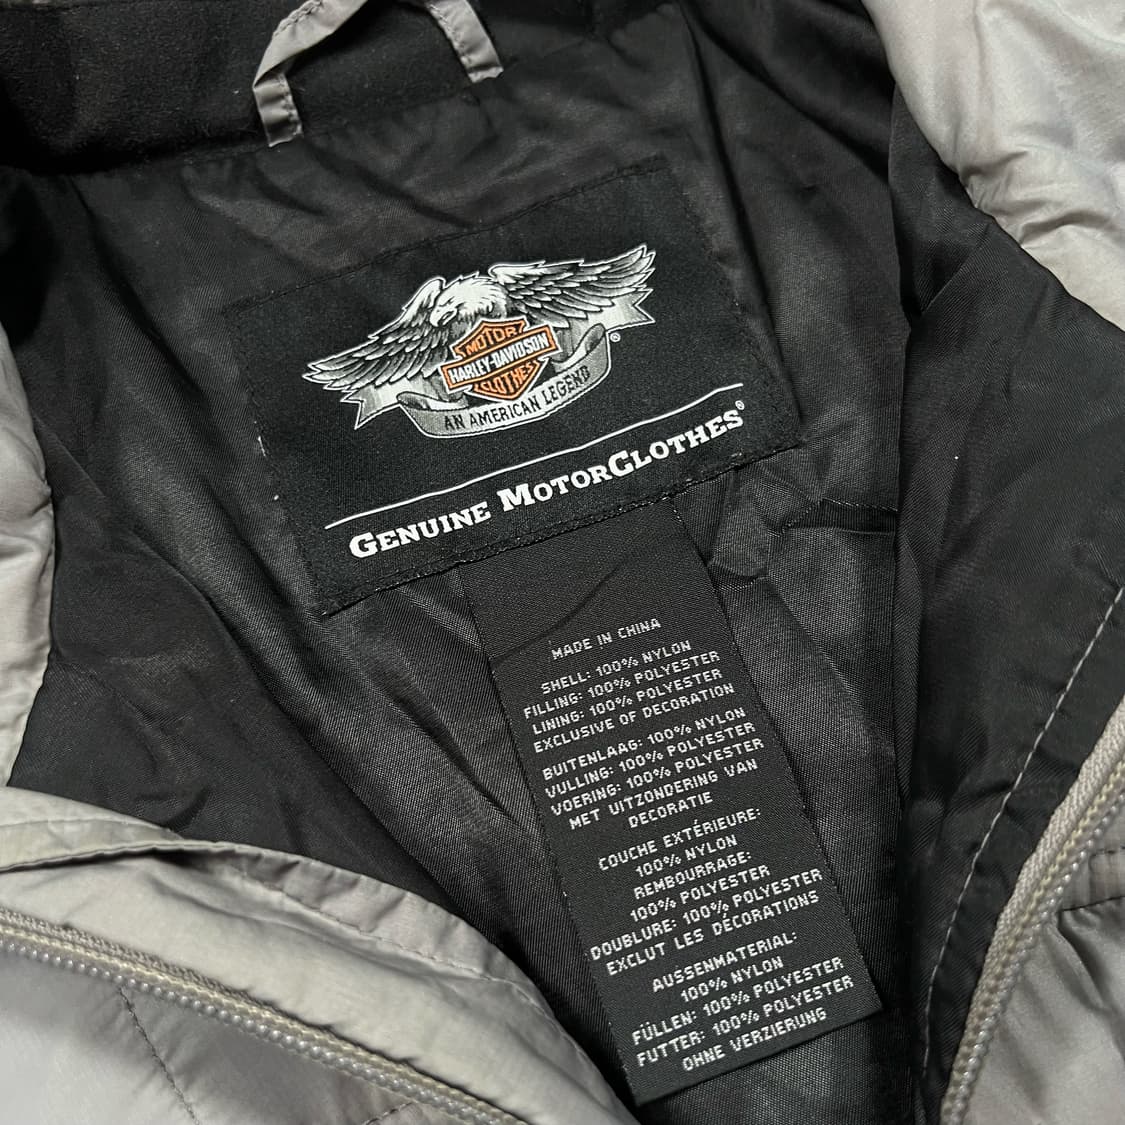 MOTOR
HARLEY-DAVIDSON
CLOTHES
AN AMERICAN LEGEND
®
GENUINE MOTORCLOTHES®
MADE IN CHINA
SHELL: 100% NYLON
FILLING: 100% POLYESTER
LINING: 100% POLYESTER
EXCLUSIVE OF DECORATION
BUITENLAAG: 100% NYLON
VULLING: 100% POLYESTER
VOERING: 100% POLYESTER
MET UITZONDERING VAN
DECORATIE
COUCHE EXTÉRIEURE:
100% NYLON
REMBOURRAGE:
100% POLYESTER
DOUBLURE: 100% POLYESTER
EXCLUT LES DÉCORATIONS
AUSSENMATERIAL:
100% NYLON
FÜLLEN: 100% POLYESTER
FUTTER: 100% POLYESTER
OHNE VERZIERUNG